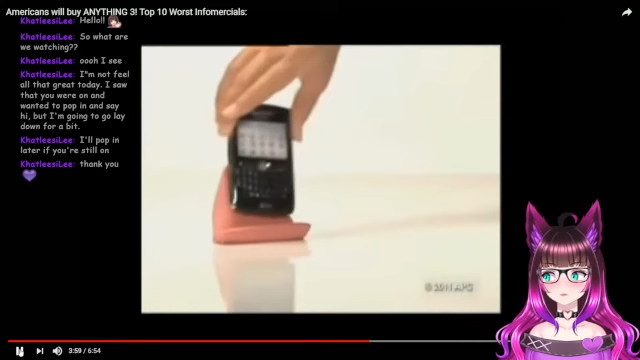 Americans will buy ANYTHING 3! Top 10 Worst Infomercials:
KhatleesiLee: Hello!!
KhatleesiLee: So what are
we watching??
KhatleesiLee: oooh I see
KhatleesiLee: I"m not feel
all that great today. I saw
that you were on and
wanted to pop in and say
hi, but I'm going to go lay
down for a bit.
KhatleesiLee: I'll pop in
later if you're still on
KhatleesiLee: thank you
© 2011 APG
3:59 / 6:54